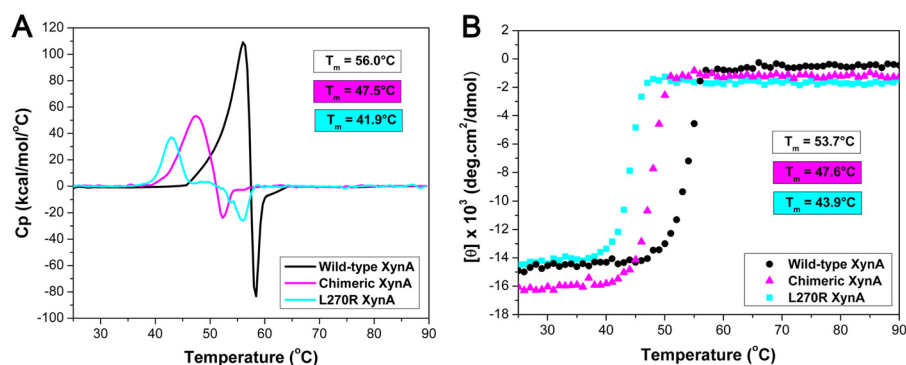 A
Cp (kcal/mol/°C)
120
100
80
60
40
20
0
-20
-40
-60
-80
-100
Tm = 56.0°C
Tm = 47.5°C
Tm = 41.9°C
Wild-type XynA
Chimeric XynA
L270R XynA
30
40
50
60
70
80
90
Temperature (°C)
B
[θ] x 10³ (deg.cm²/dmol)
2
0
-2
-4
-6
-8
-10
-12
-14
-16
-18
Tm = 53.7°C
Tm = 47.6°C
Tm = 43.9°C
Wild-type XynA
Chimeric XynA
L270R XynA
30
40
50
60
70
80
90
Temperature (°C)